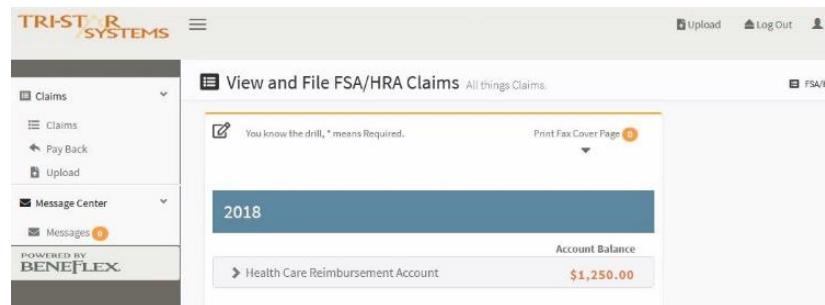 TRI-STAR
SYSTEMS
Upload
Log Out
Claims
Claims
Pay Back
Upload
Message Center
Messages 0
POWERED BY
BENEFLEX
View and File FSA/HRA Claims All things Claims.
FSA/
You know the drill, * means Required.
Print Fax Cover Page 0
2018
Account Balance
Health Care Reimbursement Account
$1,250.00